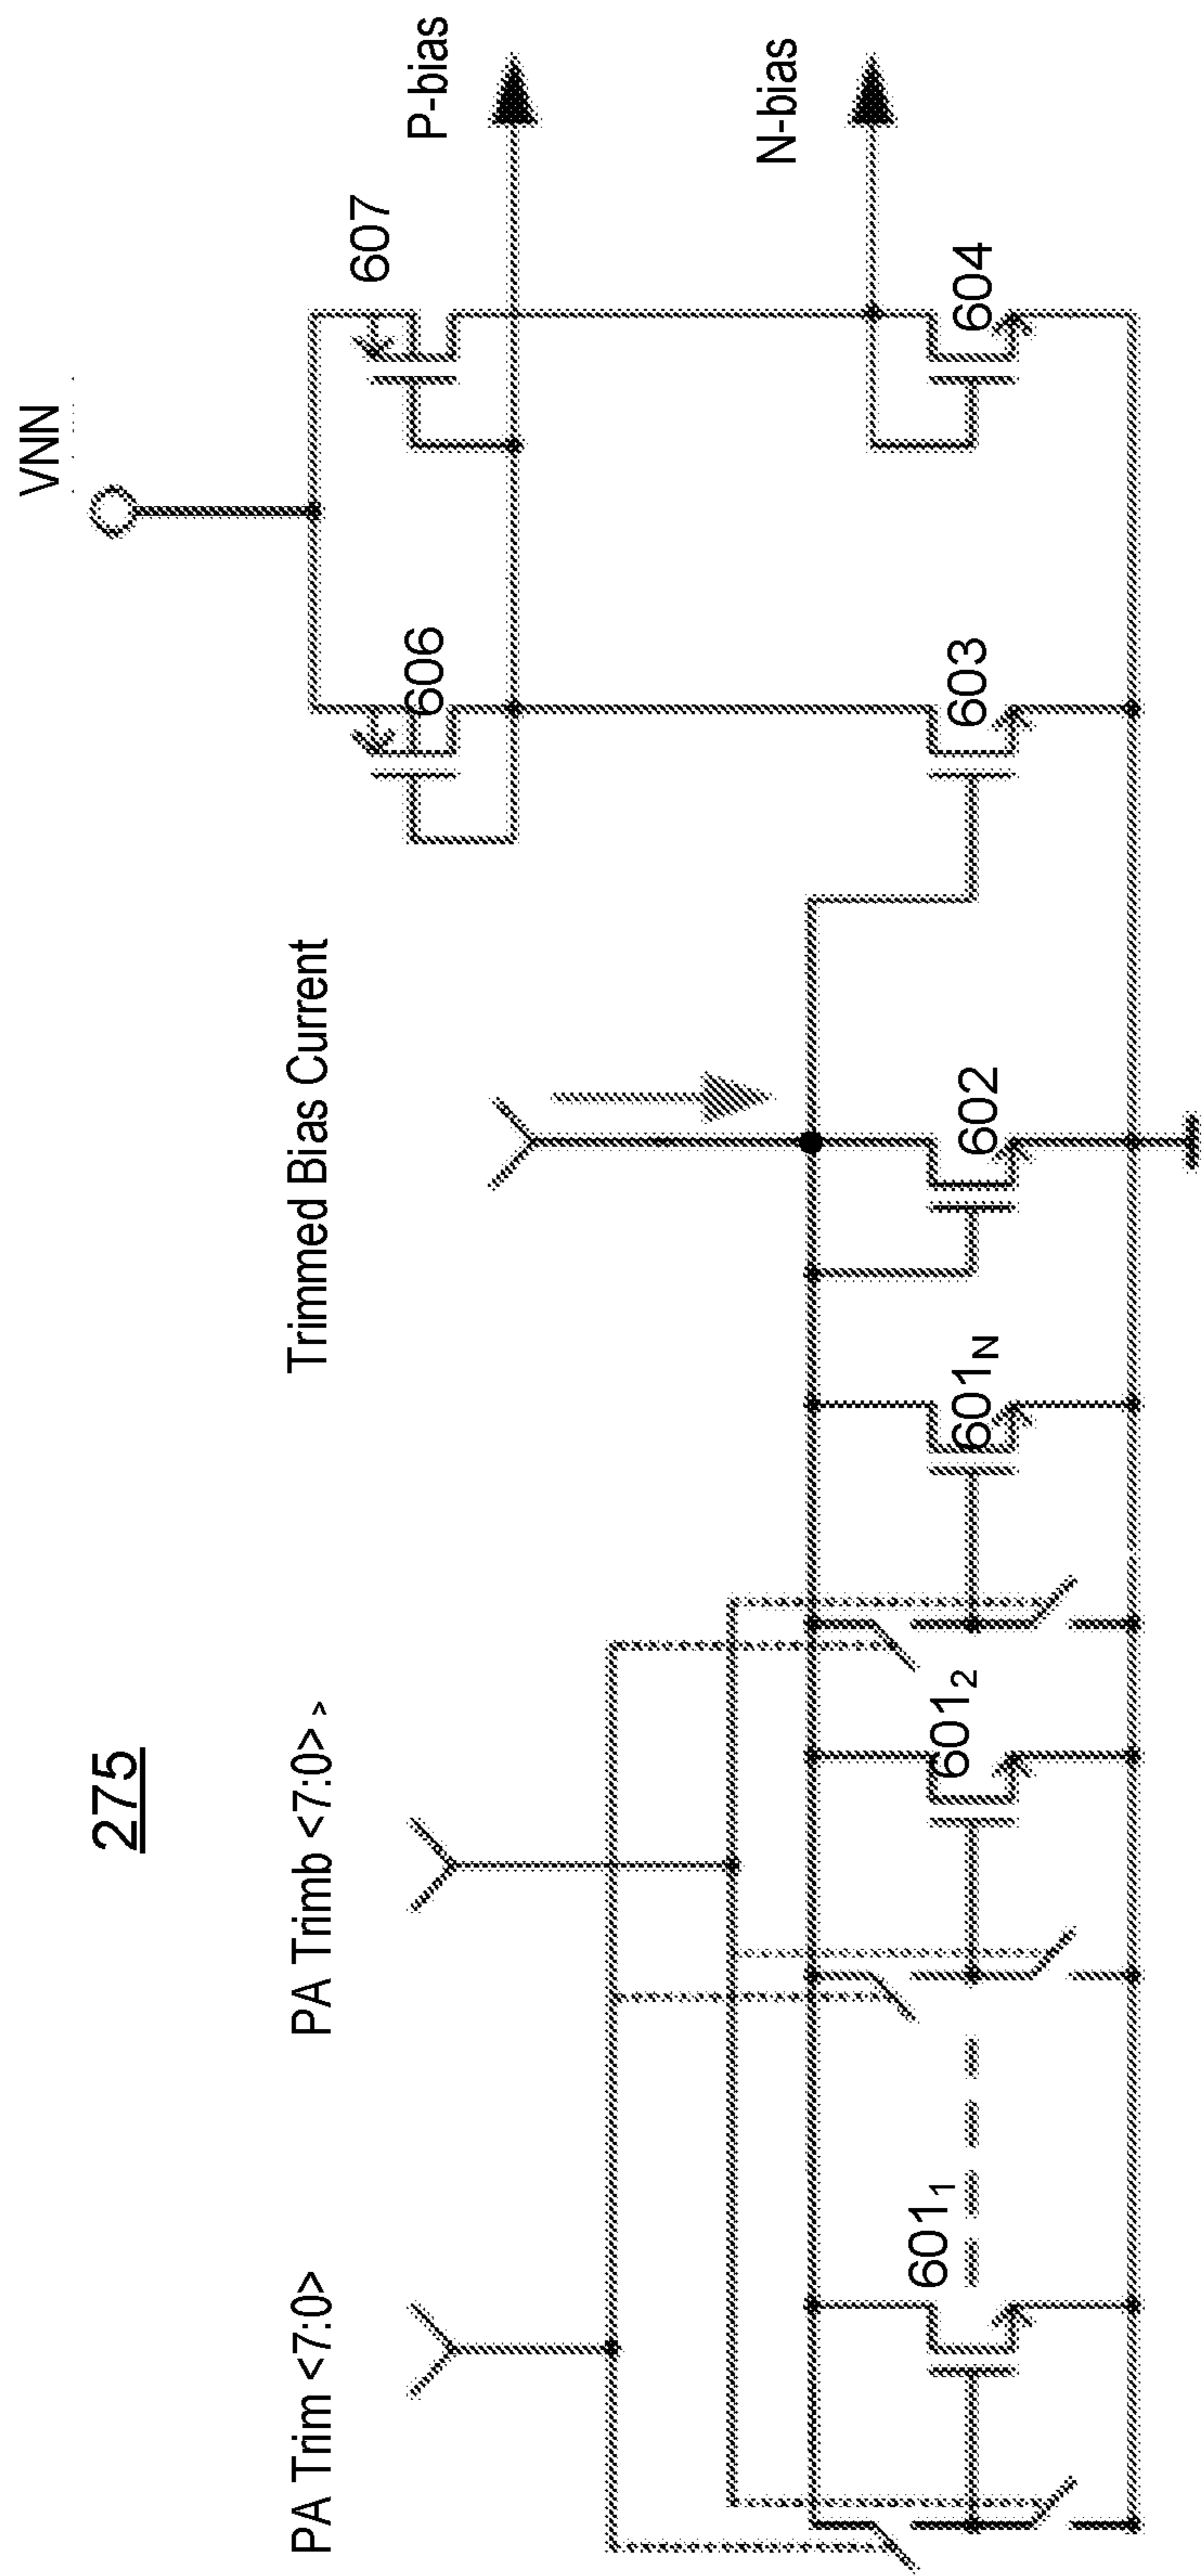 275
VNN
PA Trim <7:0>
PA Trimb <7:0>
Trimmed Bias Current
P-bias
N-bias
606
607
601₁
601₂
601N
602
603
604